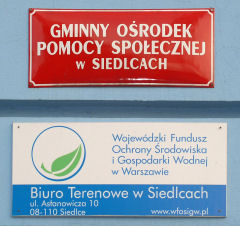 GMINNY OŚRODEK
POMOCY SPOŁECZNEJ
w SIEDLCACH
Wojewódzki Fundusz
Ochrony Środowiska
i Gospodarki Wodnej
w Warszawie
Biuro Terenowe w Siedlcach
ul. Asłanowicza 10
08-110 Siedlce
www.wfosigw.pl